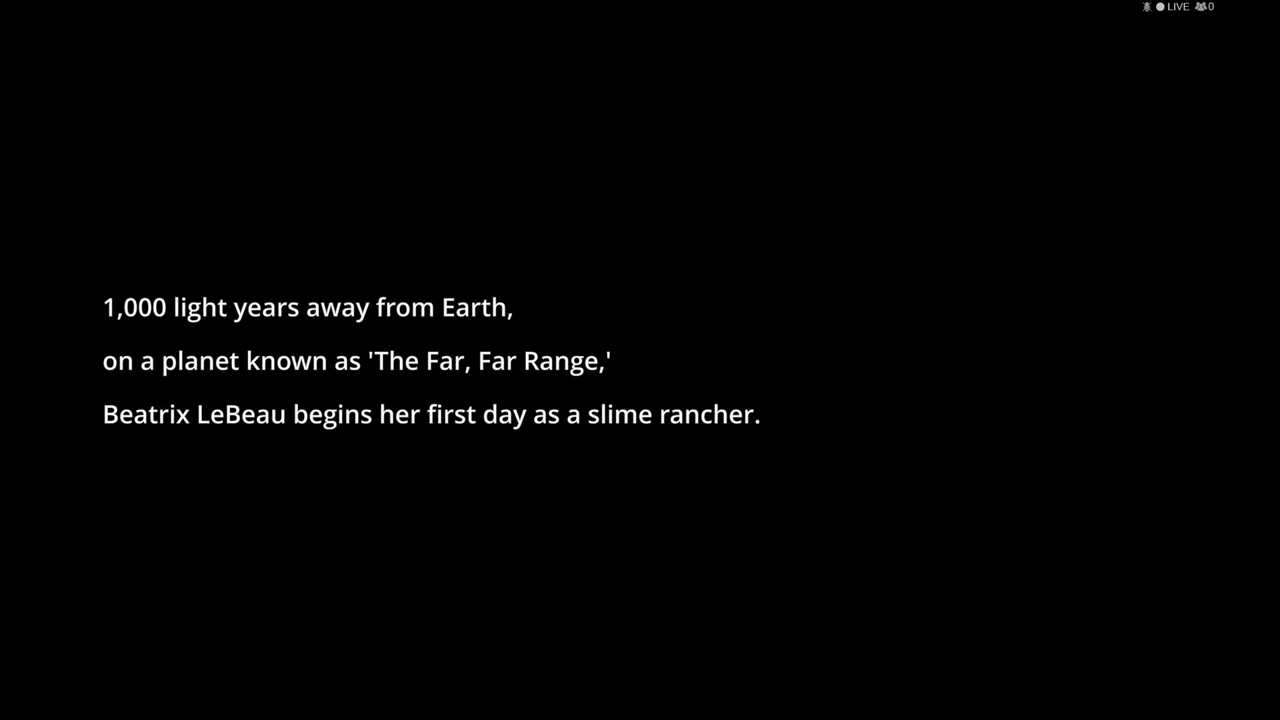 LIVE 0
1,000 light years away from Earth,
on a planet known as 'The Far, Far Range,'
Beatrix LeBeau begins her first day as a slime rancher.